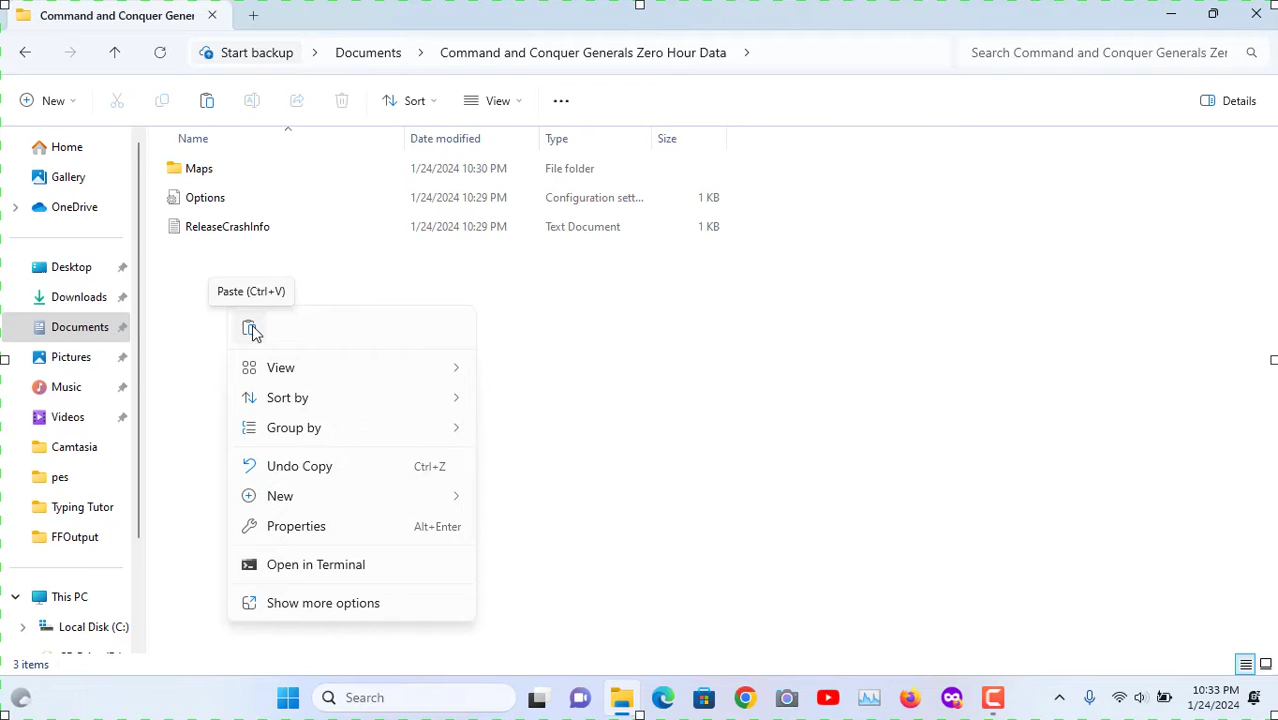 Command and Conquer Gener
Start backup
Documents
Command and Conquer Generals Zero Hour Data
Search Command and Conquer Generals Zer
New
Sort
View
Details
Name
Date modified
Type
Size
Maps
1/24/2024 10:30 PM
File folder
Options
1/24/2024 10:29 PM
Configuration sett...
1 KB
ReleaseCrashInfo
1/24/2024 10:29 PM
Text Document
1 KB
Home
Gallery
OneDrive
Desktop
Downloads
Documents
Pictures
Music
Videos
Camtasia
pes
Typing Tutor
FFOutput
This PC
Local Disk (C:)
Paste (Ctrl+V)
View
Sort by
Group by
Undo Copy Ctrl+Z
New
Properties Alt+Enter
Open in Terminal
Show more options
3 items
Search
10:33 PM
1/24/2024